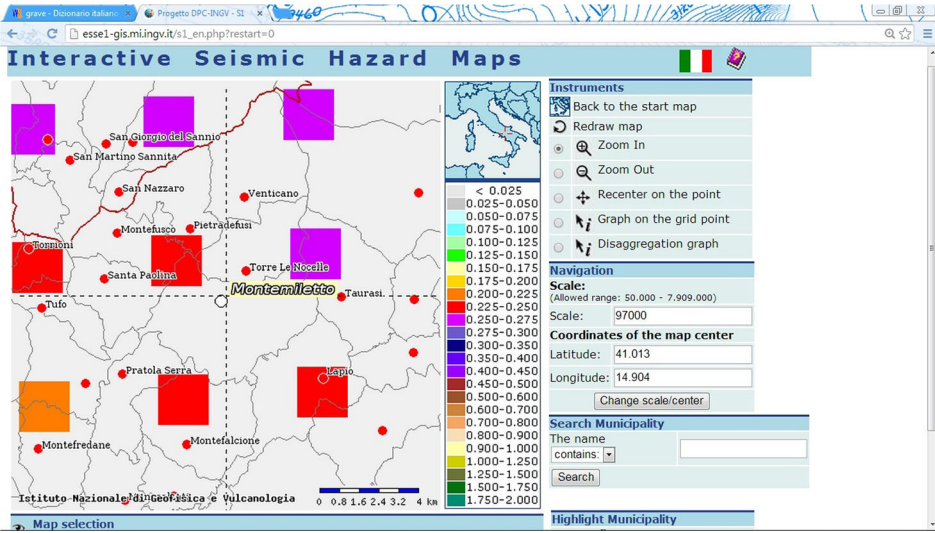 grave - Dizionario italiano
Progetto DPC-INGV - S1
esse1-gis.mi.ingv.it/s1_en.php?restart=0
Interactive Seismic Hazard Maps
San Giorgio del Sannio
San Martino Sannita
San Nazzaro
Venticano
Montefusco
Pietradefusi
Torrioni
Santa Paolina
Torre Le Nocelle
Montemiletto
Taurasi
Tufo
Pratola Serra
Lapio
Montefredane
Montefalcione
Istituto Nazionale di Geofisica e Vulcanologia
0 0.8 1.6 2.4 3.2 4 km
< 0.025
0.025-0.050
0.050-0.075
0.075-0.100
0.100-0.125
0.125-0.150
0.150-0.175
0.175-0.200
0.200-0.225
0.225-0.250
0.250-0.275
0.275-0.300
0.300-0.350
0.350-0.400
0.400-0.450
0.450-0.500
0.500-0.600
0.600-0.700
0.700-0.800
0.800-0.900
0.900-1.000
1.000-1.250
1.250-1.500
1.500-1.750
1.750-2.000
Instruments
Back to the start map
Redraw map
Zoom In
Zoom Out
Recenter on the point
Graph on the grid point
Disaggregation graph
Navigation
Scale:
(Allowed range: 50.000 - 7.909.000)
Scale: 97000
Coordinates of the map center
Latitude: 41.013
Longitude: 14.904
Change scale/center
Search Municipality
The name
contains:
Search
Highlight Municipality
Map selection